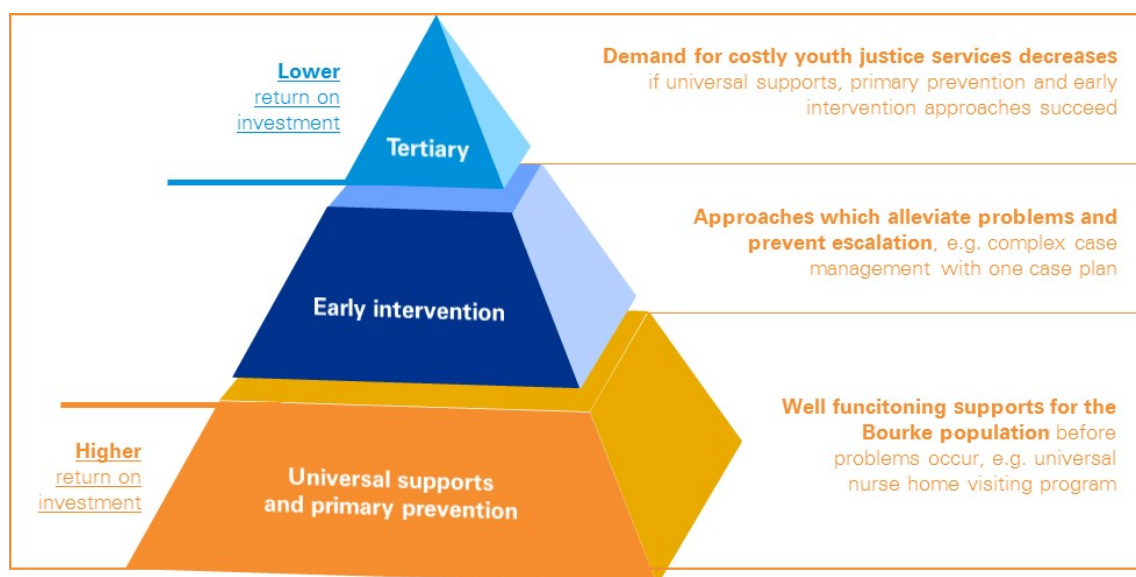 Lower
return on
investment
Demand for costly youth justice services decreases
if universal supports, primary prevention and early
intervention approaches succeed
Tertiary
Approaches which alleviate problems and
prevent escalation, e.g. complex case
management with one case plan
Early intervention
Higher
return on
investment
Universal supports
and primary prevention
Well funcitoning supports for the
Bourke population before
problems occur, e.g. universal
nurse home visiting program